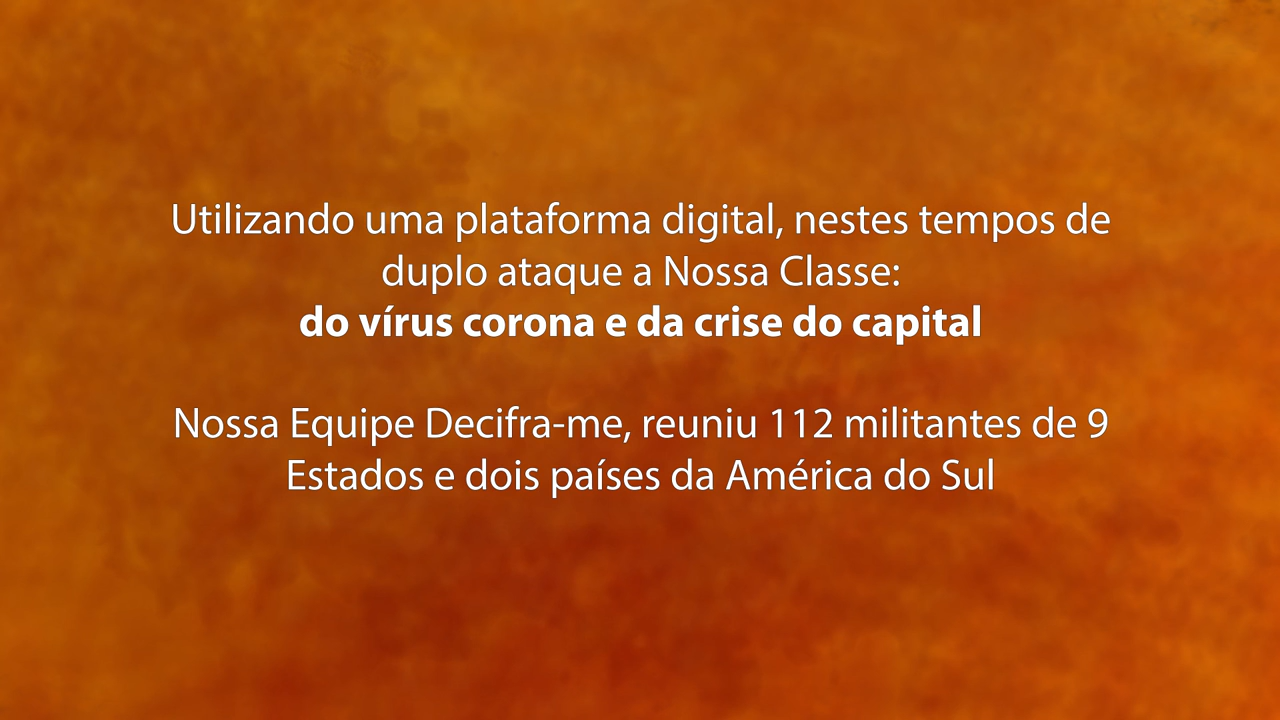 Utilizando uma plataforma digital, nestes tempos de
duplo ataque a Nossa Classe:
do vírus corona e da crise do capital
Nossa Equipe Decifra-me, reuniu 112 militantes de 9
Estados e dois países da América do Sul